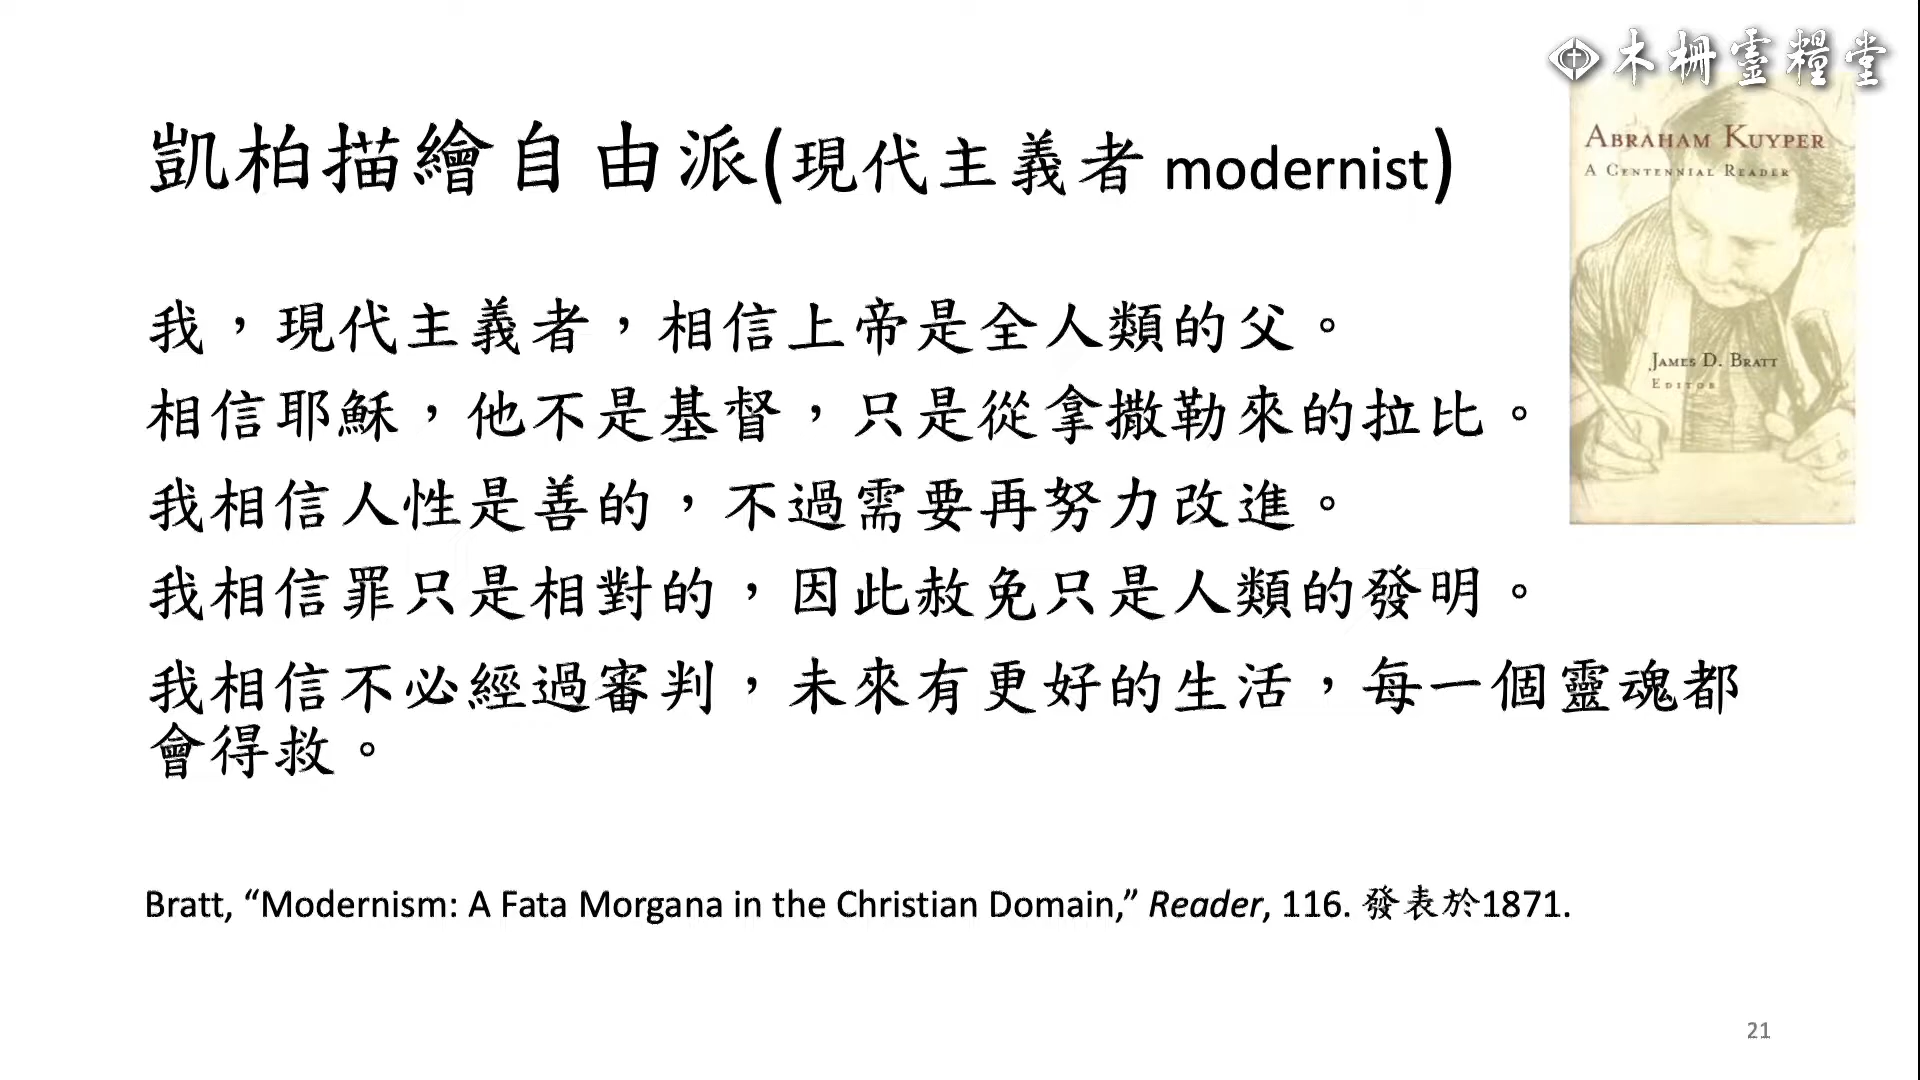 木柵靈糧堂
凱柏描繪自由派(現代主義者 modernist)
ABRAHAM KUYPER
A CENTENNIAL READER
JAMES D. BRATT
EDITOR
我，現代主義者，相信上帝是全人類的父。
相信耶穌，他不是基督，只是從拿撒勒來的拉比。
我相信人性是善的，不過需要再努力改進。
我相信罪只是相對的，因此赦免只是人類的發明。
我相信不必經過審判，未來有更好的生活，每一個靈魂都
會得救。
Bratt, “Modernism: A Fata Morgana in the Christian Domain,” Reader, 116. 發表於1871.
21